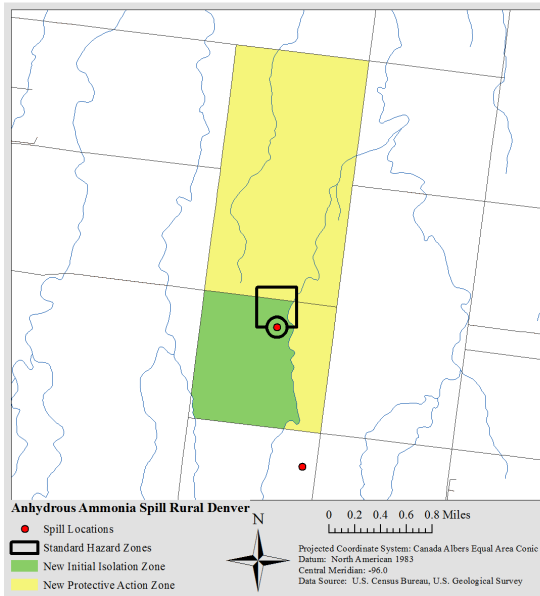 Anhydrous Ammonia Spill Rural Denver
Spill Locations
Standard Hazard Zones
New Initial Isolation Zone
New Protective Action Zone
N
0 0.2 0.4 0.6 0.8 Miles
Projected Coordinate System: Canada Albers Equal Area Conic
Datum: North American 1983
Central Meridian: -96.0
Data Source: U.S. Census Bureau, U.S. Geological Survey